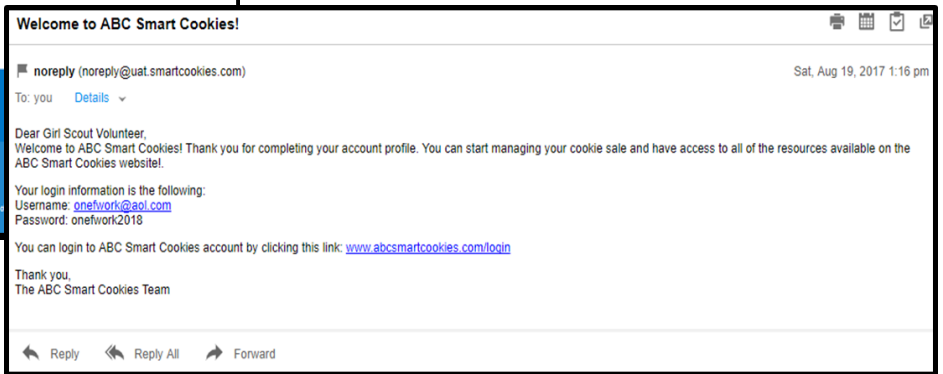 Welcome to ABC Smart Cookies!
noreply (noreply@uat.smartcookies.com)
Sat, Aug 19, 2017 1:16 pm
To: you Details
Dear Girl Scout Volunteer,
Welcome to ABC Smart Cookies! Thank you for completing your account profile. You can start managing your cookie sale and have access to all of the resources available on the
ABC Smart Cookies website!.
Your login information is the following:
Username: onefwork@aol.com
Password: onefwork2018
You can login to ABC Smart Cookies account by clicking this link: www.abcsmartcookies.com/login
Thank you,
The ABC Smart Cookies Team
Reply Reply All Forward